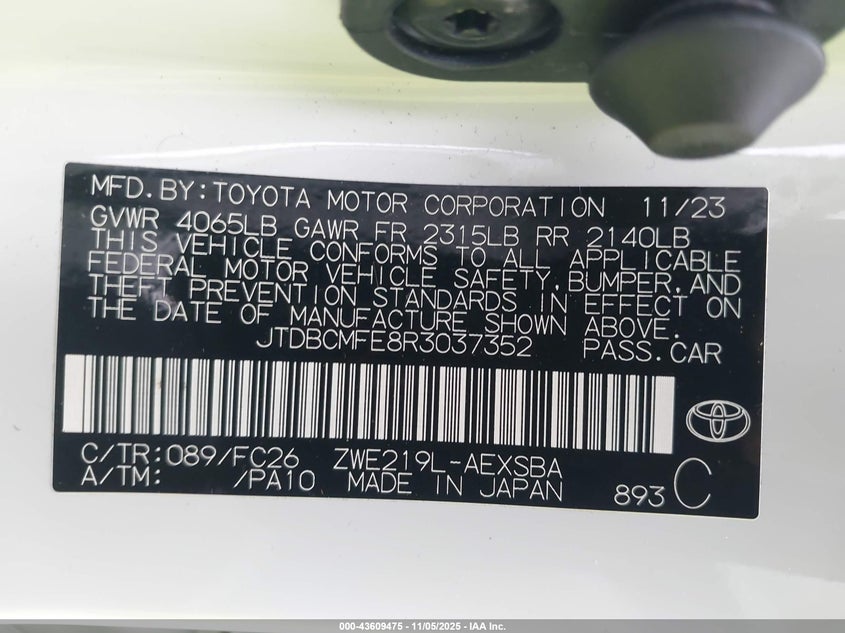 MFD.BY:TOYOTA MOTOR CORPORATION 11/23
GVWR 4065LB GAWR FR 2315LB RR 2140LB
THIS VEHICLE CONFORMS TO ALL APPLICABLE
FEDERAL MOTOR VEHICLE SAFETY,BUMPER,AND
THEFT PREVENTION STANDARDS IN EFFECT ON
THE DATE OF MANUFACTURE SHOWN ABOVE.
JTDBCMFE8R3037352 PASS.CAR
C/TR:089/FC26 ZWE219L-AEXSBA
A/TM: /PA10 MADE IN JAPAN 893 C
000-43609475 - 11/05/2025 - IAA Inc.